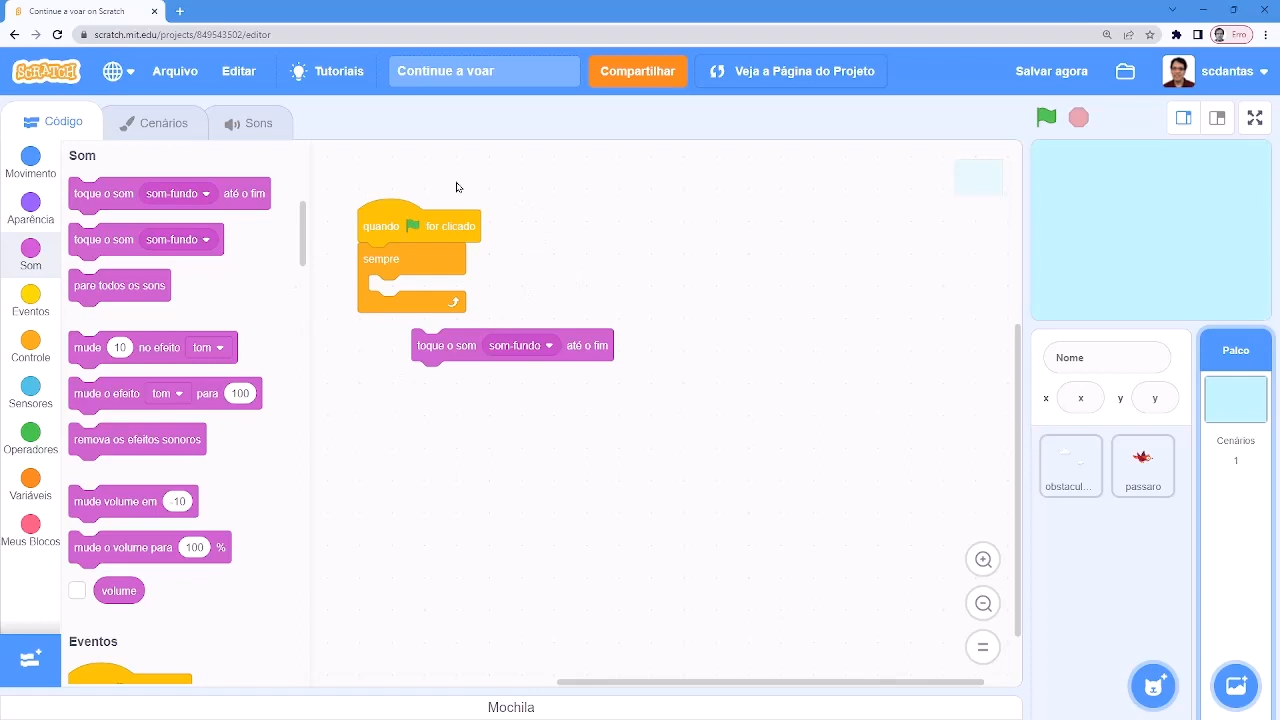 Continue a voar on Scratch
scratch.mit.edu/projects/849543502/editor
Erro
SCRATCH
Arquivo
Editar
Tutoriais
Continue a voar
Compartilhar
Veja a Página do Projeto
Salvar agora
scdantas
Código
Cenários
Sons
Movimento
Aparência
Som
Eventos
Controle
Sensores
Operadores
Variáveis
Meus Blocos
Som
toque o som som-fundo até o fim
toque o som som-fundo
pare todos os sons
mude 10 no efeito tom
mude o efeito tom para 100
remova os efeitos sonoros
mude volume em -10
mude o volume para 100 %
volume
Eventos
quando for clicado
sempre
toque o som som-fundo até o fim
Nome
x x y y
obstacul...
passaro
Palco
Cenários
1
Mochila